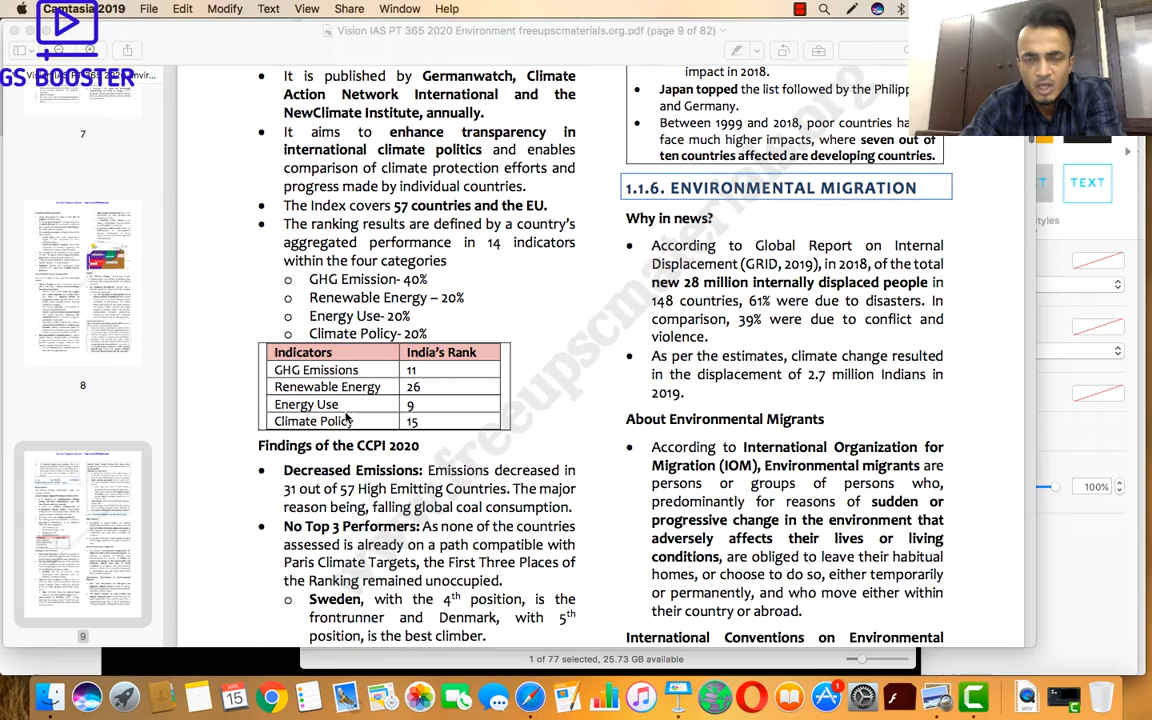 Camtasia 2019 File Edit Modify Text View Share Window Help
GS BOOSTER
Vision IAS PT 365 2020 Environment freeupscmaterials.org.pdf (page 9 of 82)
Vision IAS PT 365 2020 Envir...
7
8
9
It is published by Germanwatch, Climate
Action Network International and the
NewClimate Institute, annually.
It aims to enhance transparency in
international climate politics and enables
comparison of climate protection efforts and
progress made by individual countries.
The Index covers 57 countries and the EU.
The ranking results are defined by a country's
aggregated performance in 14 indicators
within the four categories
GHG Emission- 40%
Renewable Energy – 20%
Energy Use- 20%
Climate Policy- 20%
Indicators India's Rank
GHG Emissions 11
Renewable Energy 26
Energy Use 9
Climate Policy 15
Findings of the CCPI 2020
Decreased Emissions: Emissions decreased in
31 out of 57 High Emitting Countries. The major
reason being, falling global coal consumption.
No Top 3 Performers: As none of the countries
assessed is already on a path compatible with
Paris Climate Targets, the First Three Places of
the Ranking remained unoccupied.
Sweden, with the 4th position, is the
frontrunner and Denmark, with 5th
position, is the best climber.
impact in 2018.
Japan topped the list followed by the Philipp
and Germany.
Between 1999 and 2018, poor countries ha
face much higher impacts, where seven out of
ten countries affected are developing countries.
1.1.6. ENVIRONMENTAL MIGRATION
Why in news?
According to Global Report on Internal
Displacement (GRID, 2019), in 2018, of the total
new 28 million internally displaced people in
148 countries, 61% were due to disasters. In
comparison, 39% were due to conflict and
violence.
As per the estimates, climate change resulted
in the displacement of 2.7 million Indians in
2019.
About Environmental Migrants
According to International Organization for
Migration (IOM), Environmental migrants are
persons or groups of persons who,
predominantly for reasons of sudden or
progressive change in the environment that
adversely affects their lives or living
conditions, are obliged to leave their habitual
homes, or choose to do so, either temporarily
or permanently, and who move either within
their country or abroad.
International Conventions on Environmental
freeupscmaterials.org
TEXT
100%
1 of 77 selected, 25.73 GB available
APR
15
1
MOV